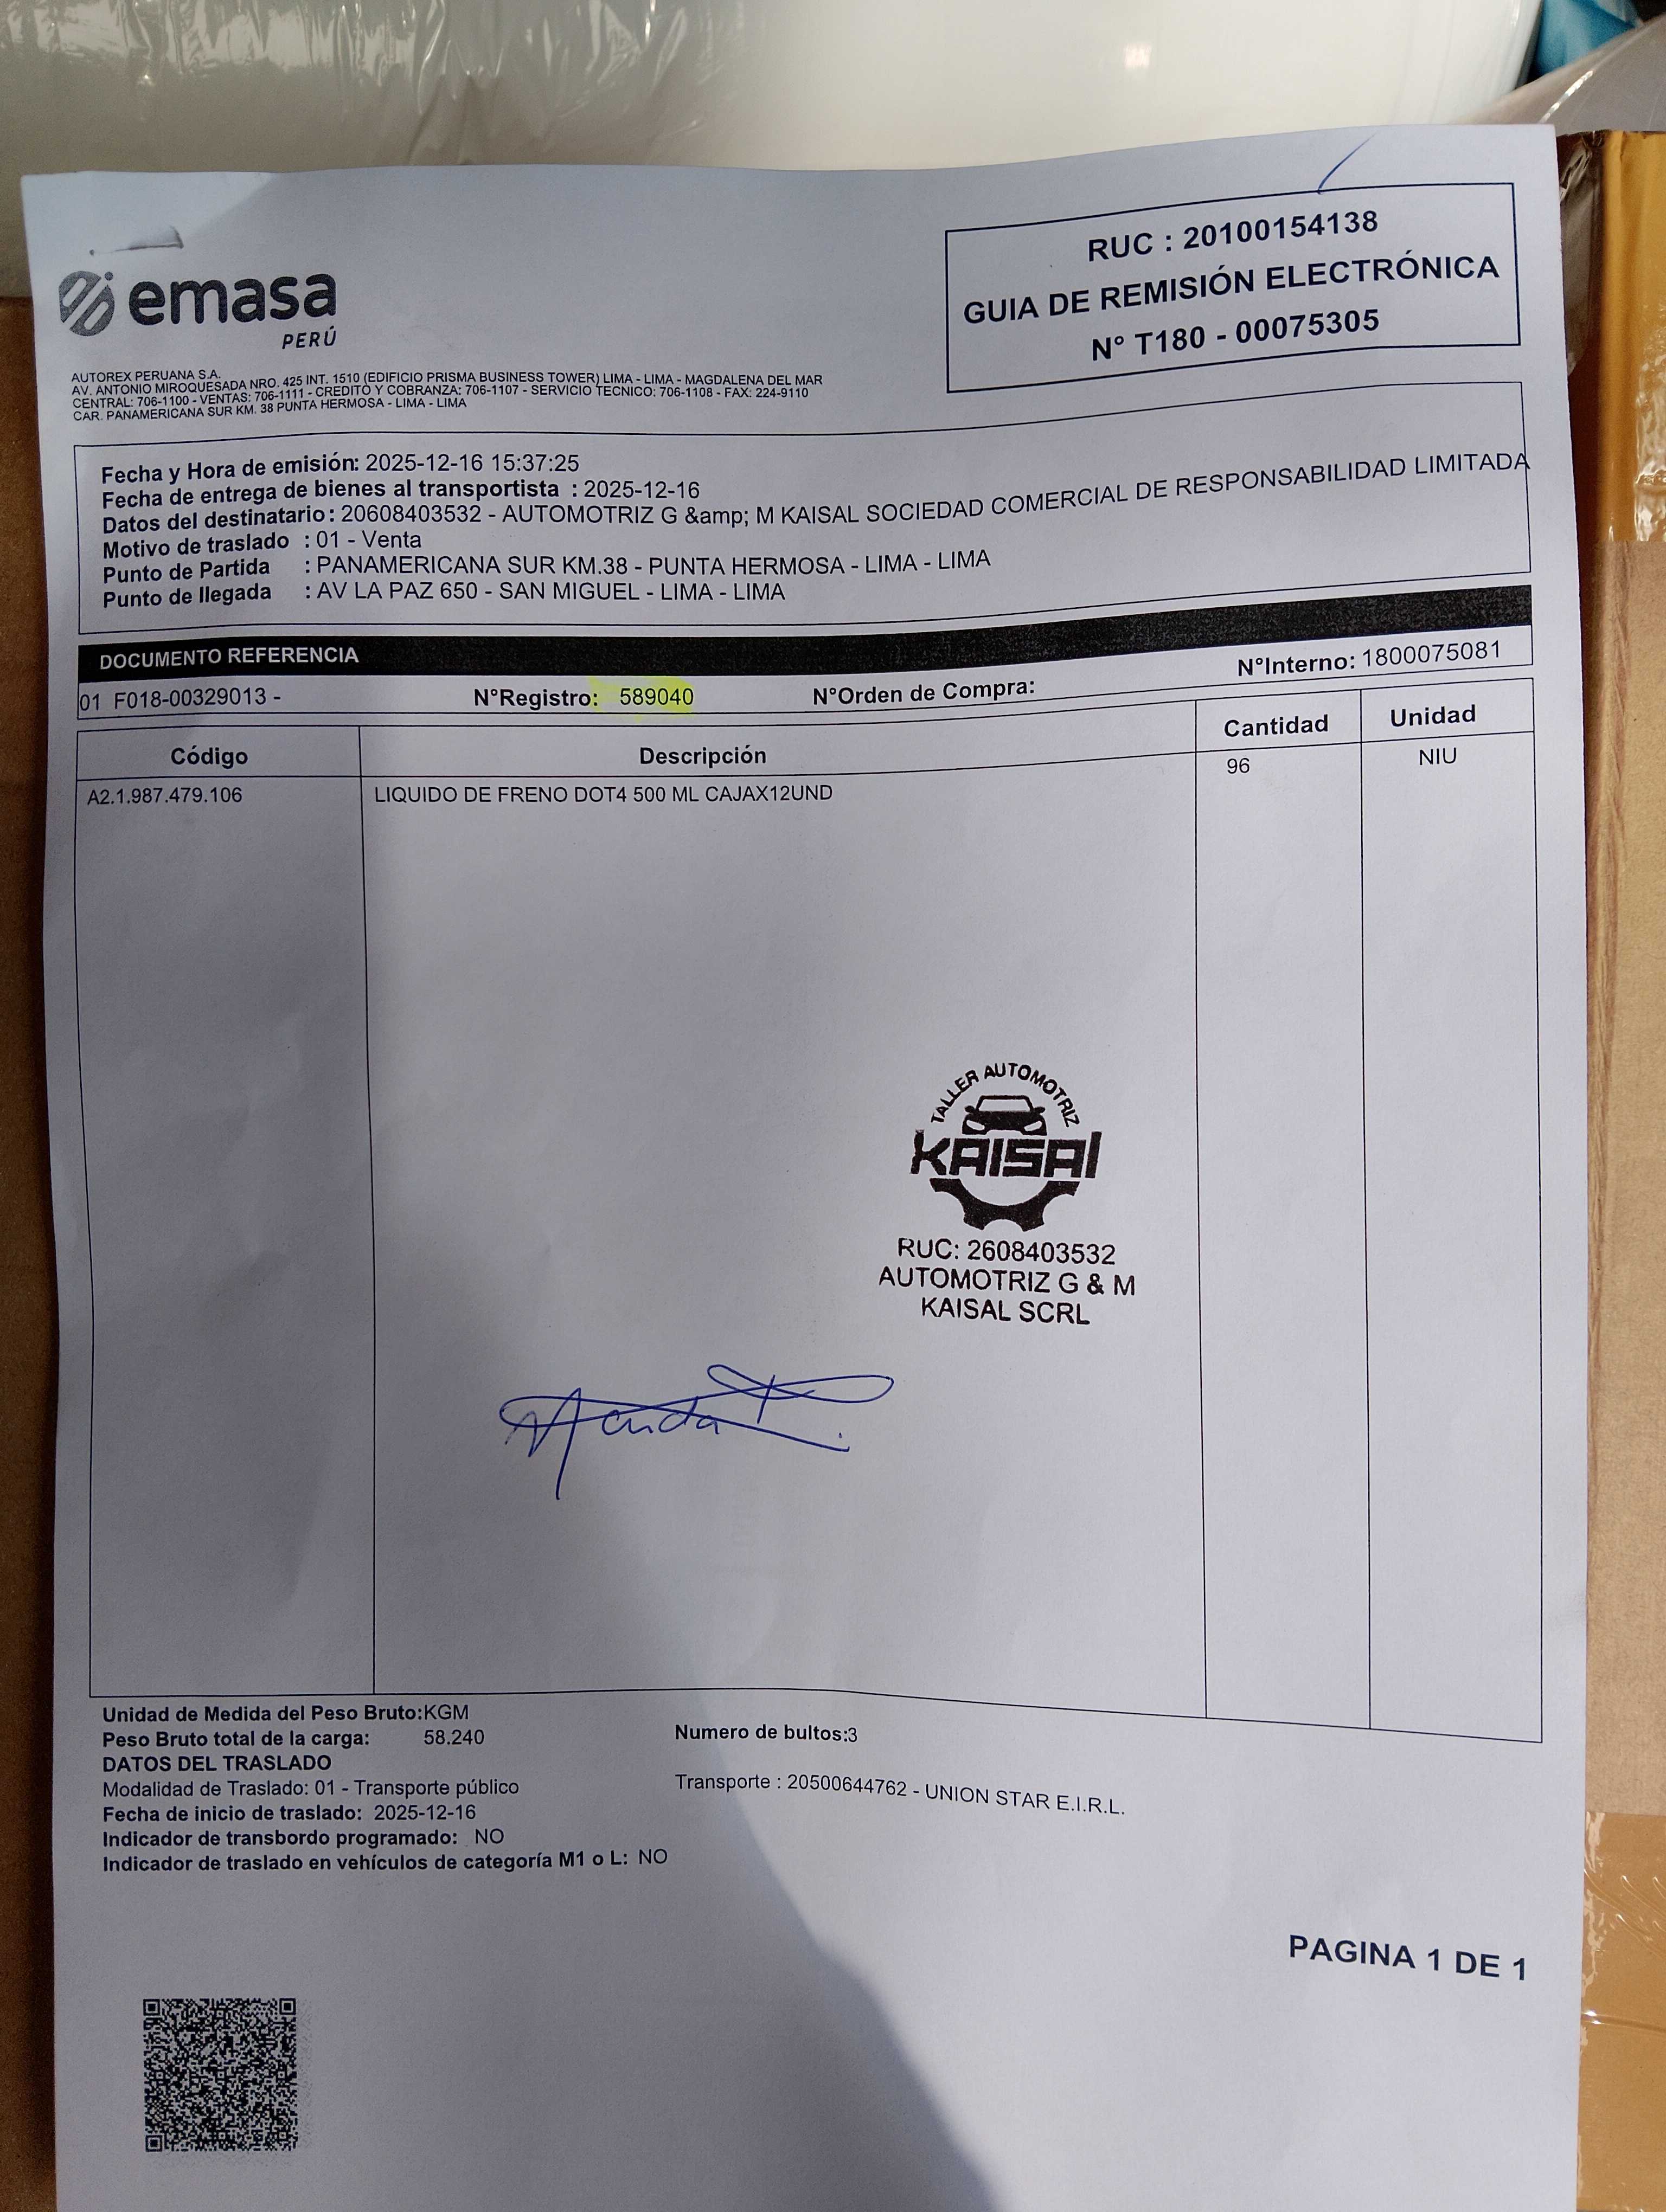 emasa
PERÚ
RUC : 20100154138
GUIA DE REMISIÓN ELECTRÓNICA
N° T180 - 00075305
AUTOREX PERUANA S.A.
AV. ANTONIO MIROQUESADA NRO. 425 INT. 1510 (EDIFICIO PRISMA BUSINESS TOWER) LIMA - LIMA - MAGDALENA DEL MAR
CENTRAL: 706-1100 - VENTAS: 706-1111 - CREDITO Y COBRANZA: 706-1107 - SERVICIO TECNICO: 706-1108 - FAX: 224-9110
CAR. PANAMERICANA SUR KM. 38 PUNTA HERMOSA - LIMA - LIMA
Fecha y Hora de emisión: 2025-12-16 15:37:25
Fecha de entrega de bienes al transportista : 2025-12-16
Datos del destinatario: 20608403532 - AUTOMOTRIZ G &amp; M KAISAL SOCIEDAD COMERCIAL DE RESPONSABILIDAD LIMITADA
Motivo de traslado : 01 - Venta
Punto de Partida : PANAMERICANA SUR KM.38 - PUNTA HERMOSA - LIMA - LIMA
Punto de llegada : AV LA PAZ 650 - SAN MIGUEL - LIMA - LIMA
DOCUMENTO REFERENCIA
01 F018-00329013 - N°Registro: 589040 N°Orden de Compra: N°Interno: 1800075081
Código Descripción Cantidad Unidad
A2.1.987.479.106 LIQUIDO DE FRENO DOT4 500 ML CAJAX12UND 96 NIU
TALLER AUTOMOTRIZ
KAISAL
RUC: 2608403532
AUTOMOTRIZ G & M
KAISAL SCRL
Unidad de Medida del Peso Bruto:KGM
Peso Bruto total de la carga: 58.240
Numero de bultos:3
DATOS DEL TRASLADO
Modalidad de Traslado: 01 - Transporte público
Transporte : 20500644762 - UNION STAR E.I.R.L.
Fecha de inicio de traslado: 2025-12-16
Indicador de transbordo programado: NO
Indicador de traslado en vehículos de categoría M1 o L: NO
PAGINA 1 DE 1